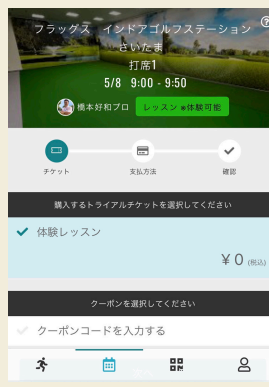 フラッグス　インドアゴルフステーション
さいたま
打席1
5/8 9:00 - 9:50
橋本好和プロ
レッスン ※体験可能
チケット
支払方法
確認
購入するトライアルチケットを選択してください
体験レッスン
¥ 0 (税込)
クーポンを選択してください
クーポンコードを入力する